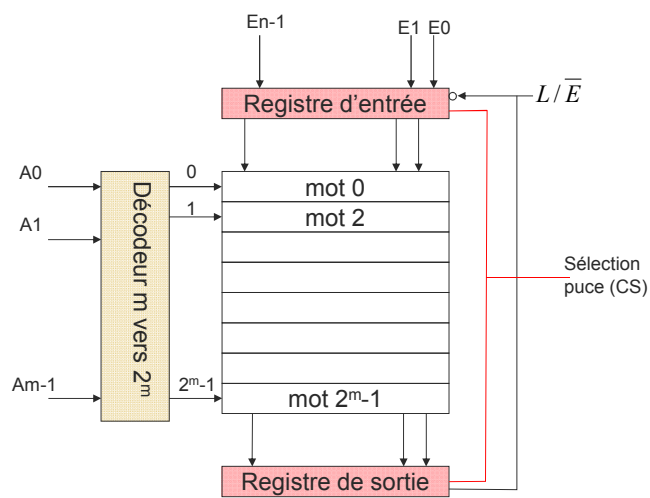 En-1
E1 E0
Registre d'entrée
L/E̅
A0
0
mot 0
A1
1
mot 2
Décodeur m vers 2ᵐ
Sélection
puce (CS)
Am-1
2ᵐ-1
mot 2ᵐ-1
Registre de sortie